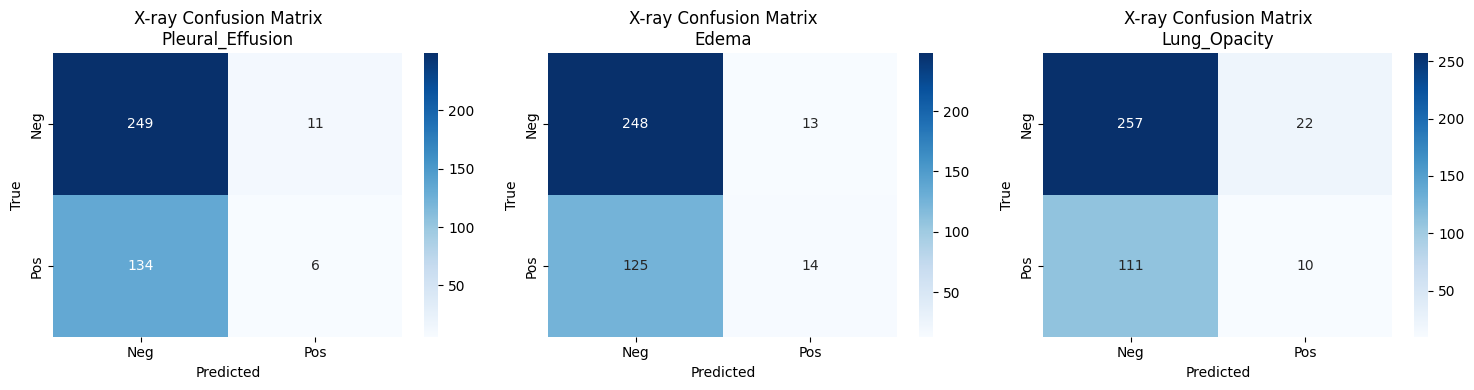 X-ray Confusion Matrix
Pleural_Effusion
Neg
249
11
Pos
134
6
True
Neg
Pos
Predicted
200
150
100
50
X-ray Confusion Matrix
Edema
Neg
248
13
Pos
125
14
True
Neg
Pos
Predicted
200
150
100
50
X-ray Confusion Matrix
Lung_Opacity
Neg
257
22
Pos
111
10
True
Neg
Pos
Predicted
250
200
150
100
50